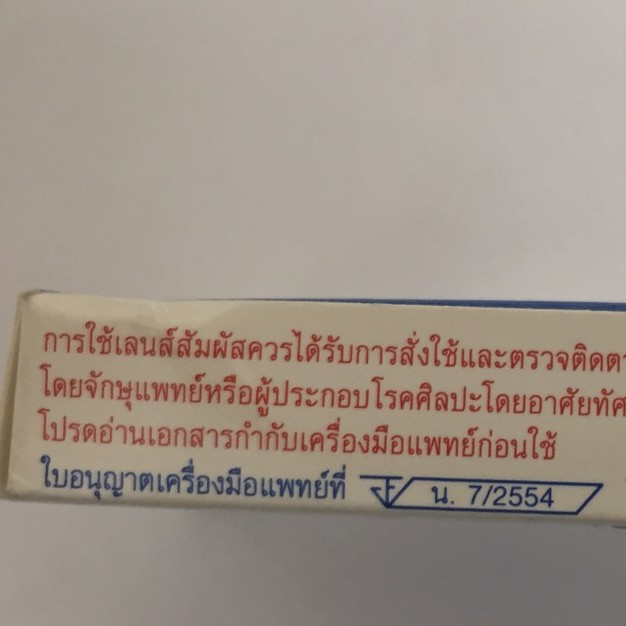 การใช้เลนส์สัมผัสควรได้รับการสั่งใช้และตรวจติดตา
โดยจักษุแพทย์หรือผู้ประกอบโรคศิลปะโดยอาศัยทัศ
โปรดอ่านเอกสารกำกับเครื่องมือแพทย์ก่อนใช้
ใบอนุญาตเครื่องมือแพทย์ที่ น. 7/2554